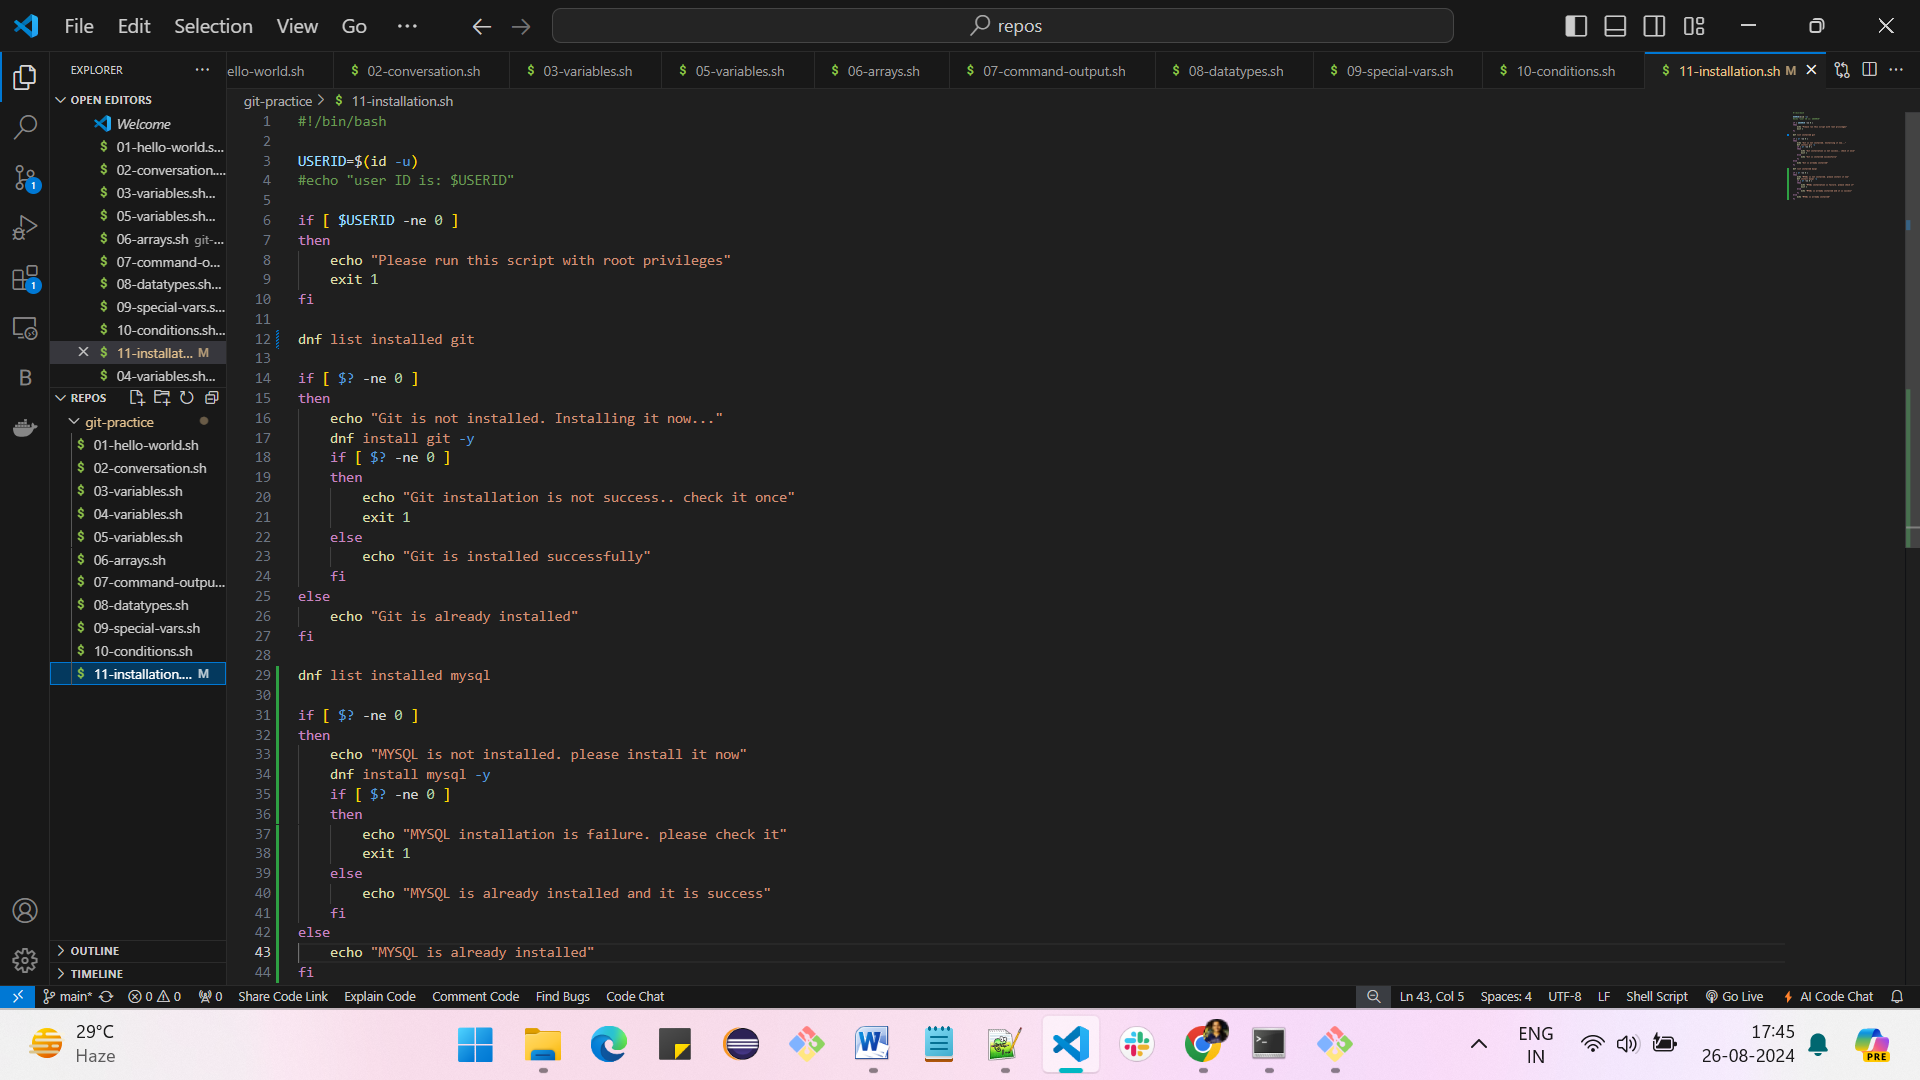 File Edit Selection View Go ···
repos
EXPLORER ···
ello-world.sh $ 02-conversation.sh $ 03-variables.sh $ 05-variables.sh $ 06-arrays.sh $ 07-command-output.sh $ 08-datatypes.sh $ 09-special-vars.sh $ 10-conditions.sh $ 11-installation.sh M
OPEN EDITORS
Welcome
$ 01-hello-world.s...
$ 02-conversation....
$ 03-variables.sh...
$ 05-variables.sh...
$ 06-arrays.sh git-...
$ 07-command-o...
$ 08-datatypes.sh...
$ 09-special-vars.s...
$ 10-conditions.sh...
$ 11-installat... M
$ 04-variables.sh...
REPOS
git-practice
$ 01-hello-world.sh
$ 02-conversation.sh
$ 03-variables.sh
$ 04-variables.sh
$ 05-variables.sh
$ 06-arrays.sh
$ 07-command-outpu...
$ 08-datatypes.sh
$ 09-special-vars.sh
$ 10-conditions.sh
$ 11-installation.... M
OUTLINE
TIMELINE
1
1
B
git-practice > $ 11-installation.sh
1 #!/bin/bash
2
3 USERID=$(id -u)
4 #echo "user ID is: $USERID"
5
6 if [ $USERID -ne 0 ]
7 then
8 echo "Please run this script with root privileges"
9 exit 1
10 fi
11
12 dnf list installed git
13
14 if [ $? -ne 0 ]
15 then
16 echo "Git is not installed. Installing it now..."
17 dnf install git -y
18 if [ $? -ne 0 ]
19 then
20 echo "Git installation is not success.. check it once"
21 exit 1
22 else
23 echo "Git is installed successfully"
24 fi
25 else
26 echo "Git is already installed"
27 fi
28
29 dnf list installed mysql
30
31 if [ $? -ne 0 ]
32 then
33 echo "MYSQL is not installed. please install it now"
34 dnf install mysql -y
35 if [ $? -ne 0 ]
36 then
37 echo "MYSQL installation is failure. please check it"
38 exit 1
39 else
40 echo "MYSQL is already installed and it is success"
41 fi
42 else
43 echo "MYSQL is already installed"
44 fi
main* 0 0 0 Share Code Link Explain Code Comment Code Find Bugs Code Chat Ln 43, Col 5 Spaces: 4 UTF-8 LF Shell Script Go Live AI Code Chat
29°C
Haze
ENG
IN
17:45
26-08-2024
PRE